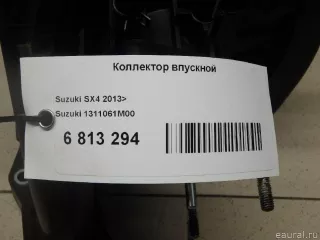 Коллектор впускной
Suzuki SX4 2013>
Suzuki 1311061M00
6 813 294
eaural.ru